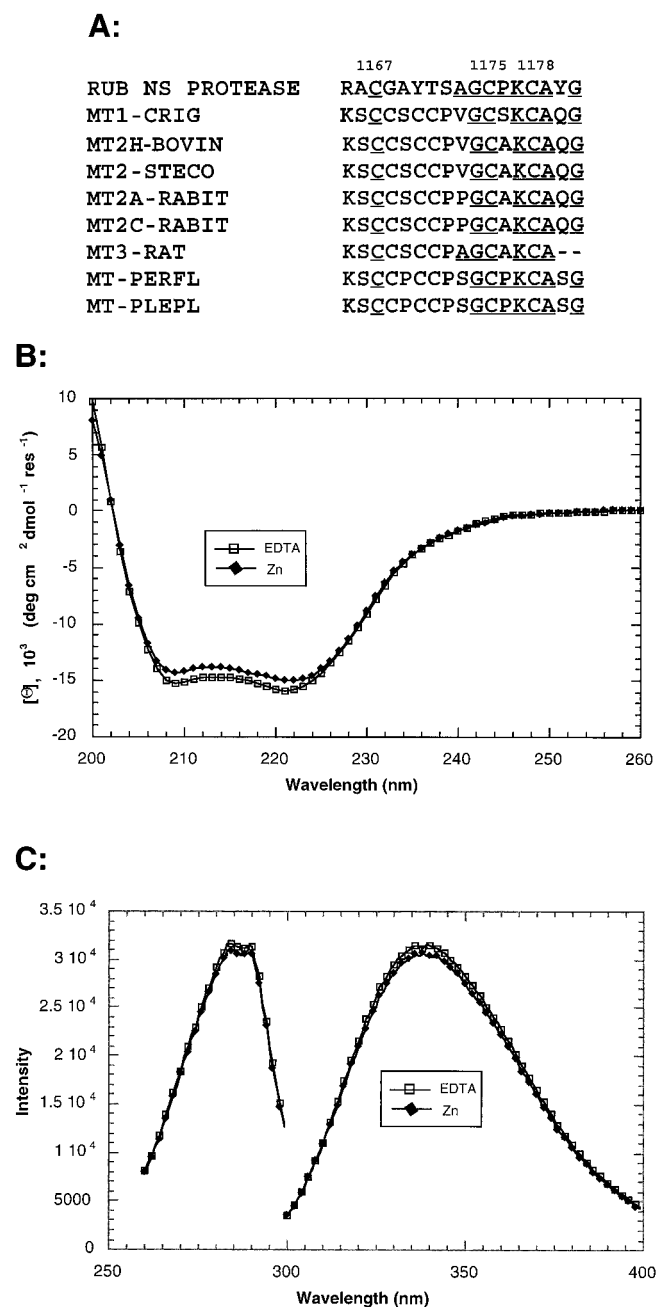 A:
1167 1175 1178
RUB NS PROTEASE RACGAYTSAGCPKCAYG
MT1-CRIG KSCCSCCPVGCSKCAQG
MT2H-BOVIN KSCCSCCPVGCAKCAQG
MT2-STECO KSCCSCCPVGCAKCAQG
MT2A-RABIT KSCCSCCPPGCAKCAQG
MT2C-RABIT KSCCSCCPPGCAKCAQG
MT3-RAT KSCCSCCPAGCAKCA--
MT-PERFL KSCCPCCPSGCPKCASG
MT-PLEPL KSCCPCCPSGCPKCASG
B:
10
5
0
-5
-10
-15
-20
[Θ], 10³ (deg cm ² dmol ⁻¹ res ⁻¹)
EDTA
Zn
200 210 220 230 240 250 260
Wavelength (nm)
C:
3.5 10⁴
3 10⁴
2.5 10⁴
2 10⁴
1.5 10⁴
1 10⁴
5000
0
Intensity
EDTA
Zn
250 300 350 400
Wavelength (nm)